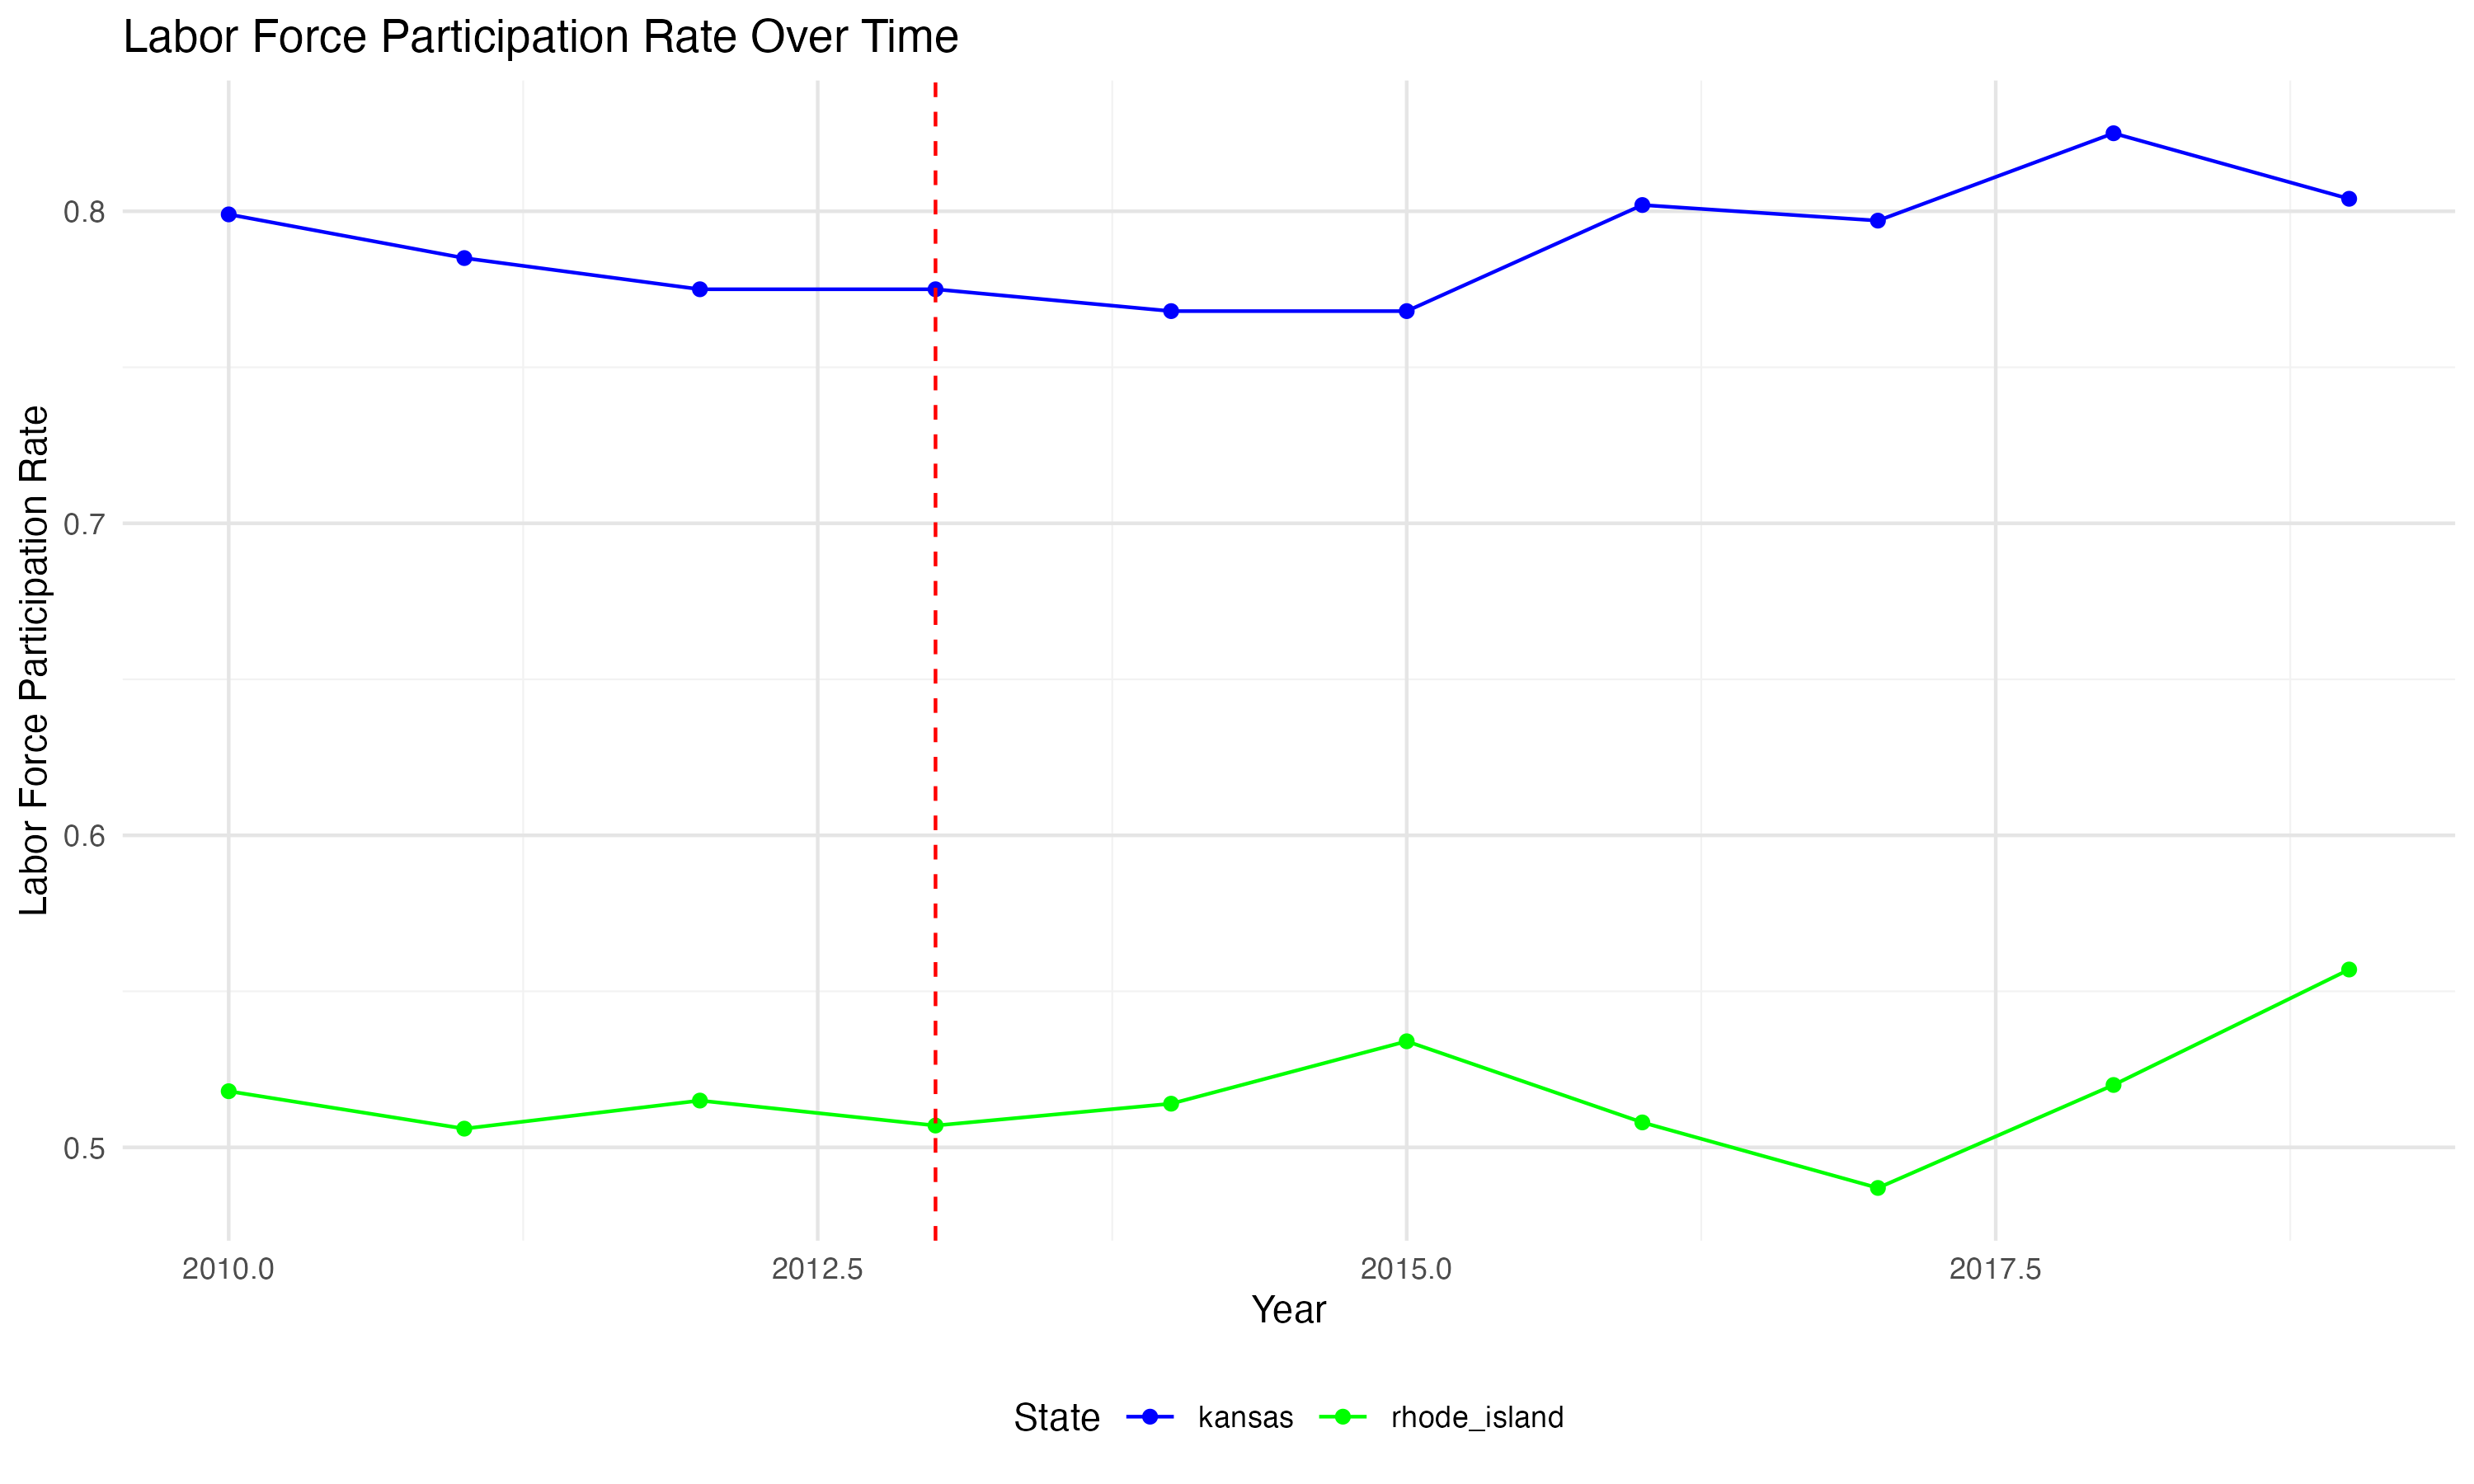 Labor Force Participation Rate Over Time
Labor Force Participation Rate
0.8
0.7
0.6
0.5
2010.0 2012.5 2015.0 2017.5
Year
State kansas rhode_island